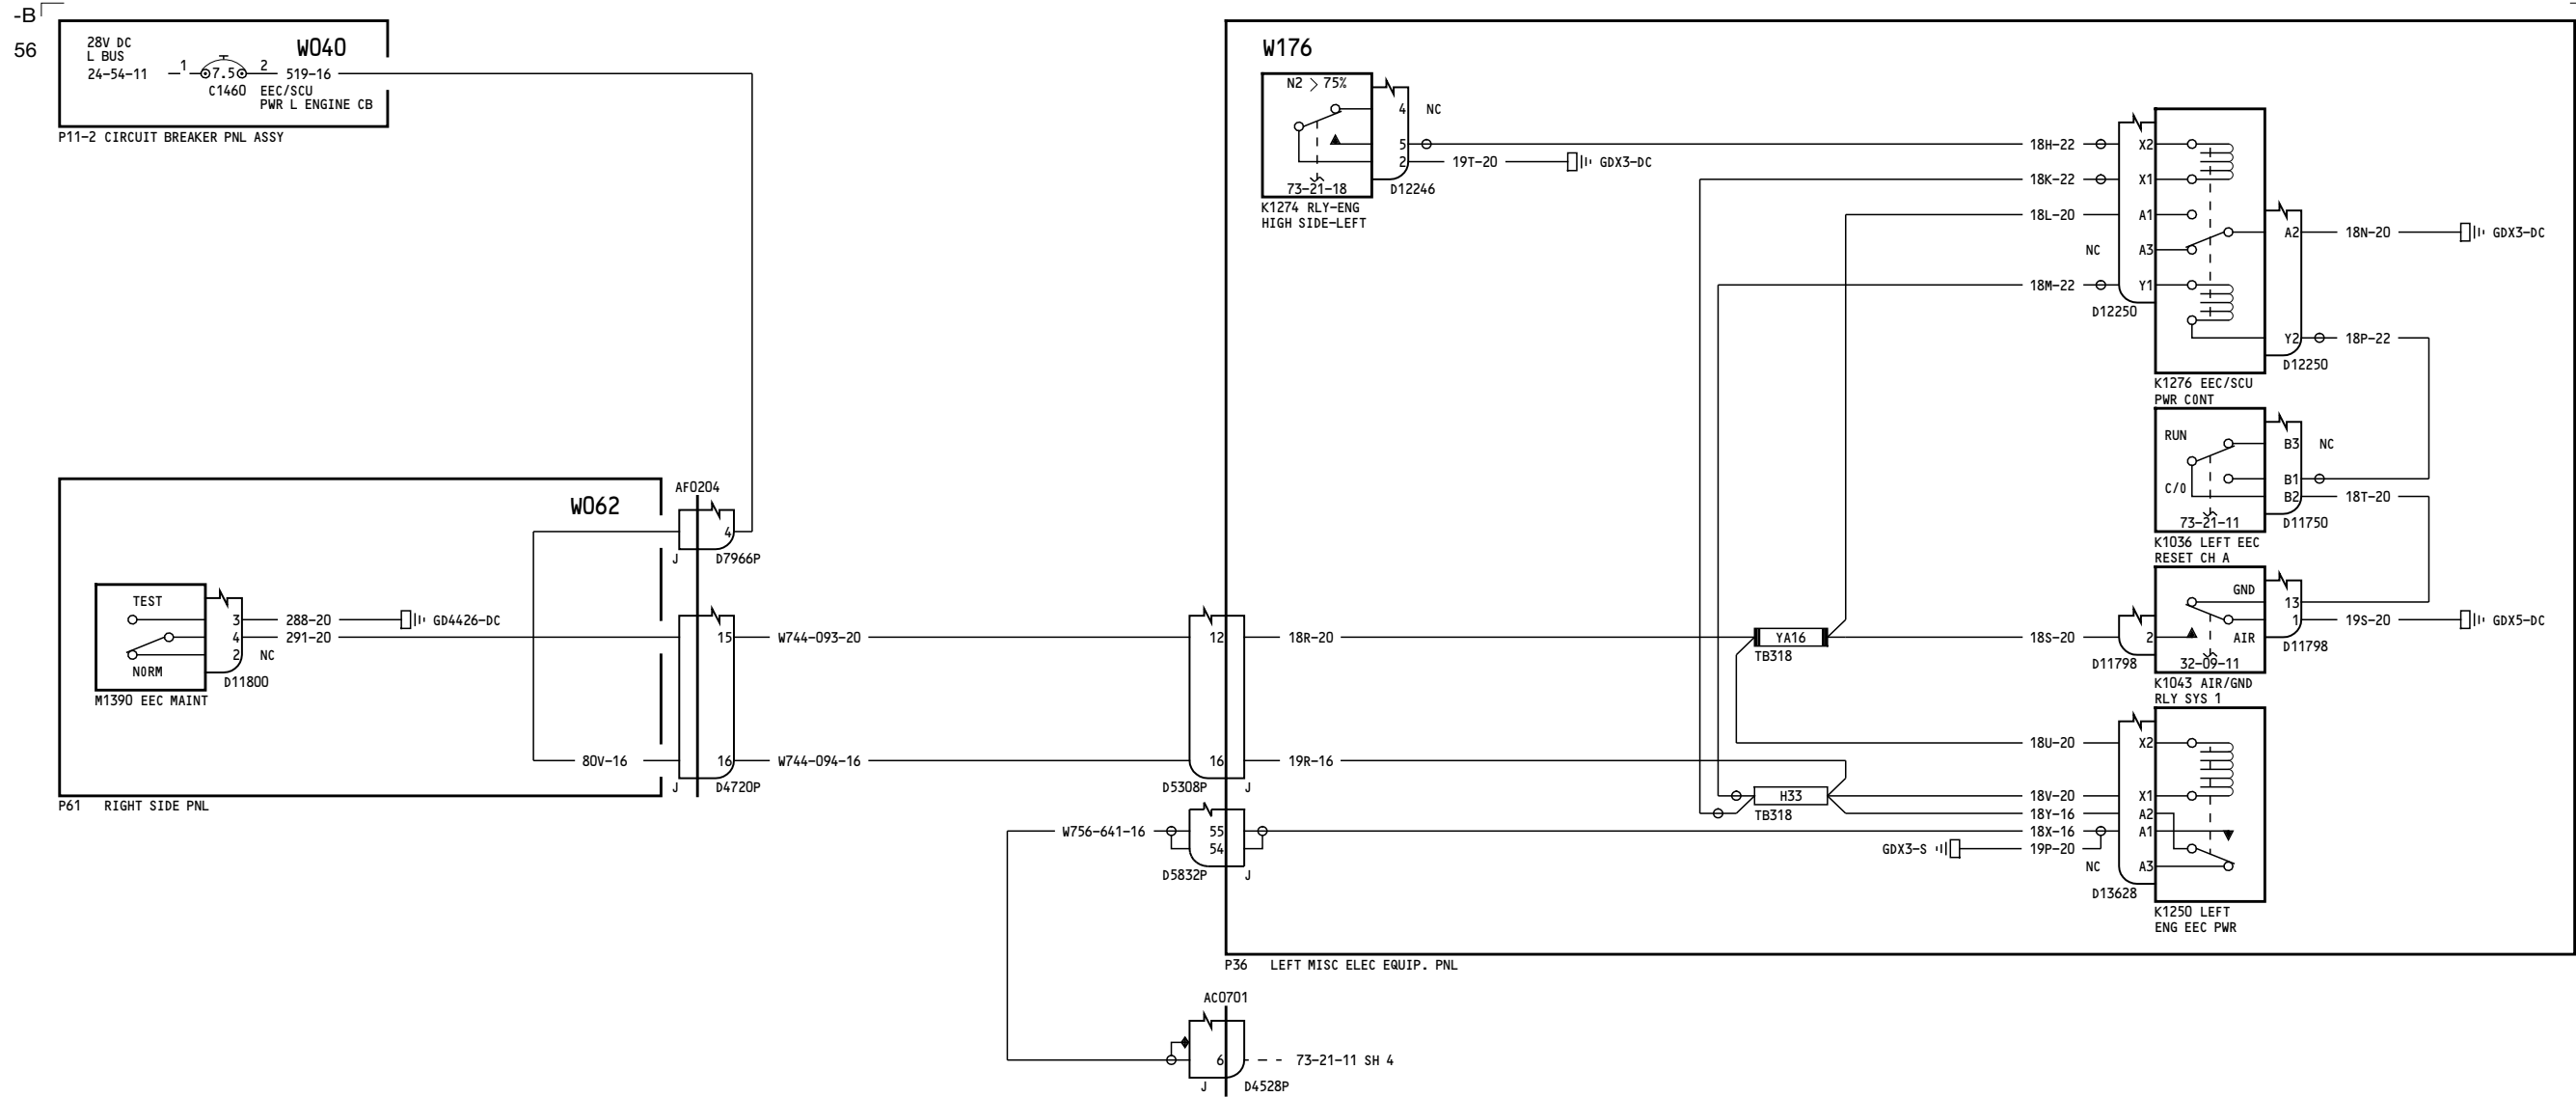 -B
56
28V DC
L BUS
24-54-11
1
7.5
2
519-16
W040
C1460
EEC/SCU
PWR L ENGINE CB
P11-2 CIRCUIT BREAKER PNL ASSY
W176
N2 > 75%
4
NC
5
2
19T-20
GDX3-DC
73-21-18
D12246
K1274 RLY-ENG
HIGH SIDE-LEFT
18H-22
X2
18K-22
X1
18L-20
A1
NC
A3
18M-22
Y1
D12250
A2
18N-20
GDX3-DC
Y2
18P-22
D12250
K1276 EEC/SCU
PWR CONT
RUN
B3
NC
C/O
B1
B2
18T-20
73-21-11
D11750
K1036 LEFT EEC
RESET CH A
W062
AF0204
4
J
D7966P
TEST
3
288-20
GD4426-DC
4
291-20
2
NC
NORM
D11800
M1390 EEC MAINT
15
W744-093-20
12
18R-20
YA16
TB318
18S-20
2
D11798
GND
13
1
19S-20
GDX5-DC
AIR
32-09-11
D11798
K1043 AIR/GND
RLY SYS 1
80V-16
16
W744-094-16
16
19R-16
J
D4720P
D5308P
J
P61 RIGHT SIDE PNL
18U-20
X2
H33
TB318
18V-20
X1
18Y-16
A2
W756-641-16
55
18X-16
A1
54
GDX3-S
19P-20
NC
A3
D5832P
J
D13628
K1250 LEFT
ENG EEC PWR
P36 LEFT MISC ELEC EQUIP. PNL
AC0701
6
73-21-11 SH 4
J
D4528P